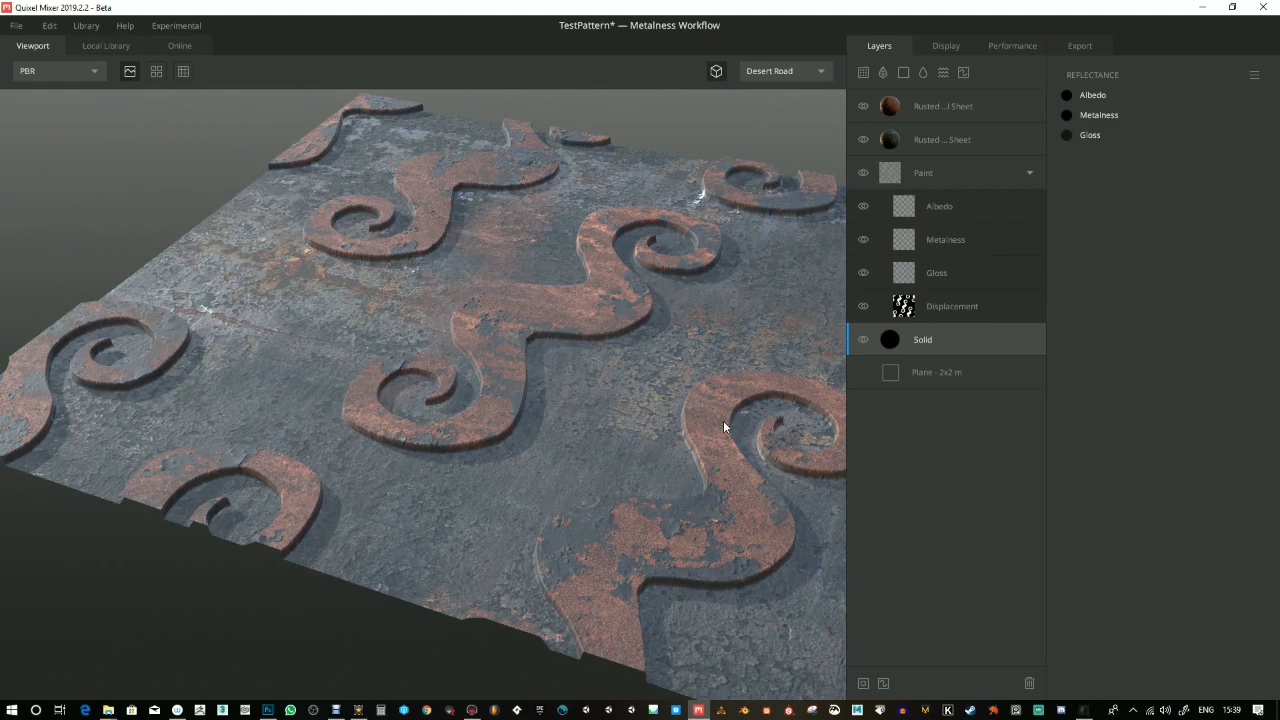 Quixel Mixer 2019.2.2 - Beta
File Edit Library Help Experimental
TestPattern* — Metalness Workflow
Viewport Local Library Online
Layers Display Performance Export
PBR
Desert Road
REFLECTANCE
Albedo
Metalness
Gloss
Rusted ...l Sheet
Rusted ... Sheet
Paint
Albedo
Metalness
Gloss
Displacement
Solid
Plane - 2x2 m
ENG 15:39